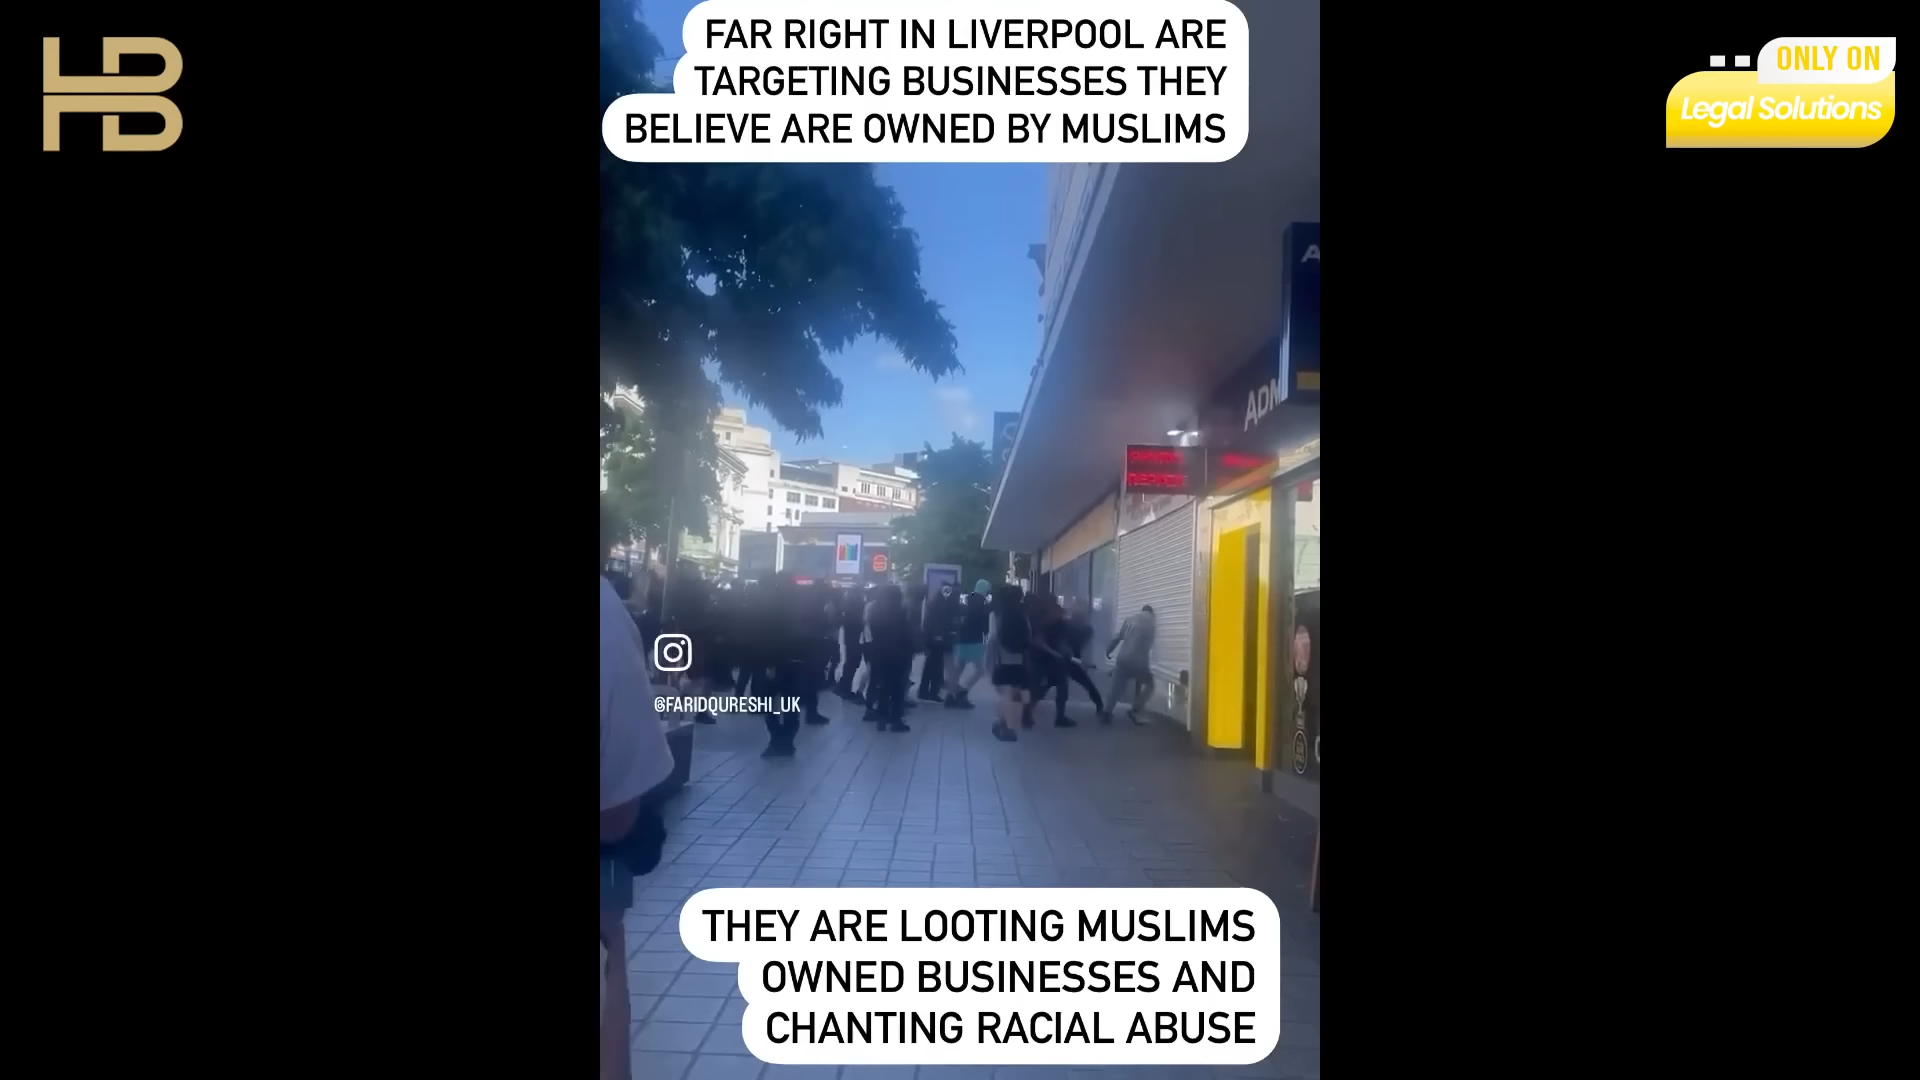 FAR RIGHT IN LIVERPOOL ARE
TARGETING BUSINESSES THEY
BELIEVE ARE OWNED BY MUSLIMS
ONLY ON
Legal Solutions
ADM
@FARIDQURESHI_UK
THEY ARE LOOTING MUSLIMS
OWNED BUSINESSES AND
CHANTING RACIAL ABUSE